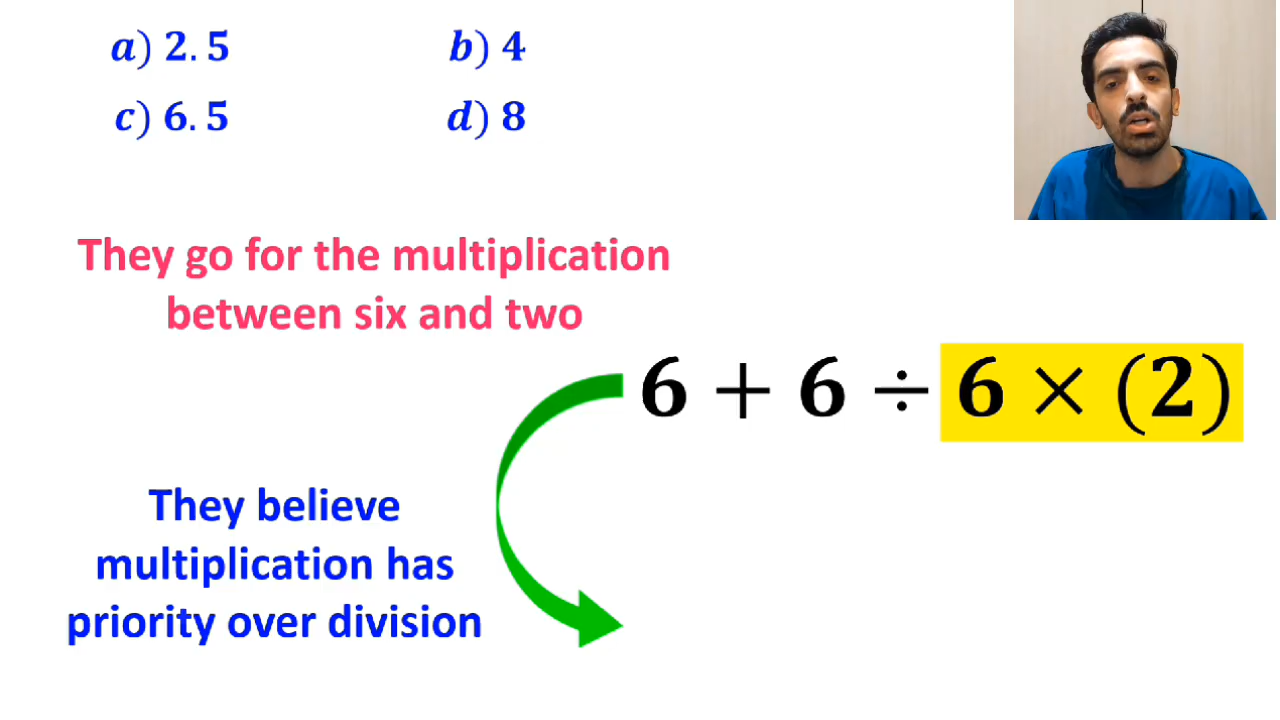 a) 2.5 b) 4
c) 6.5 d) 8
They go for the multiplication
between six and two
6 + 6 ÷ 6 × (2)
They believe
multiplication has
priority over division